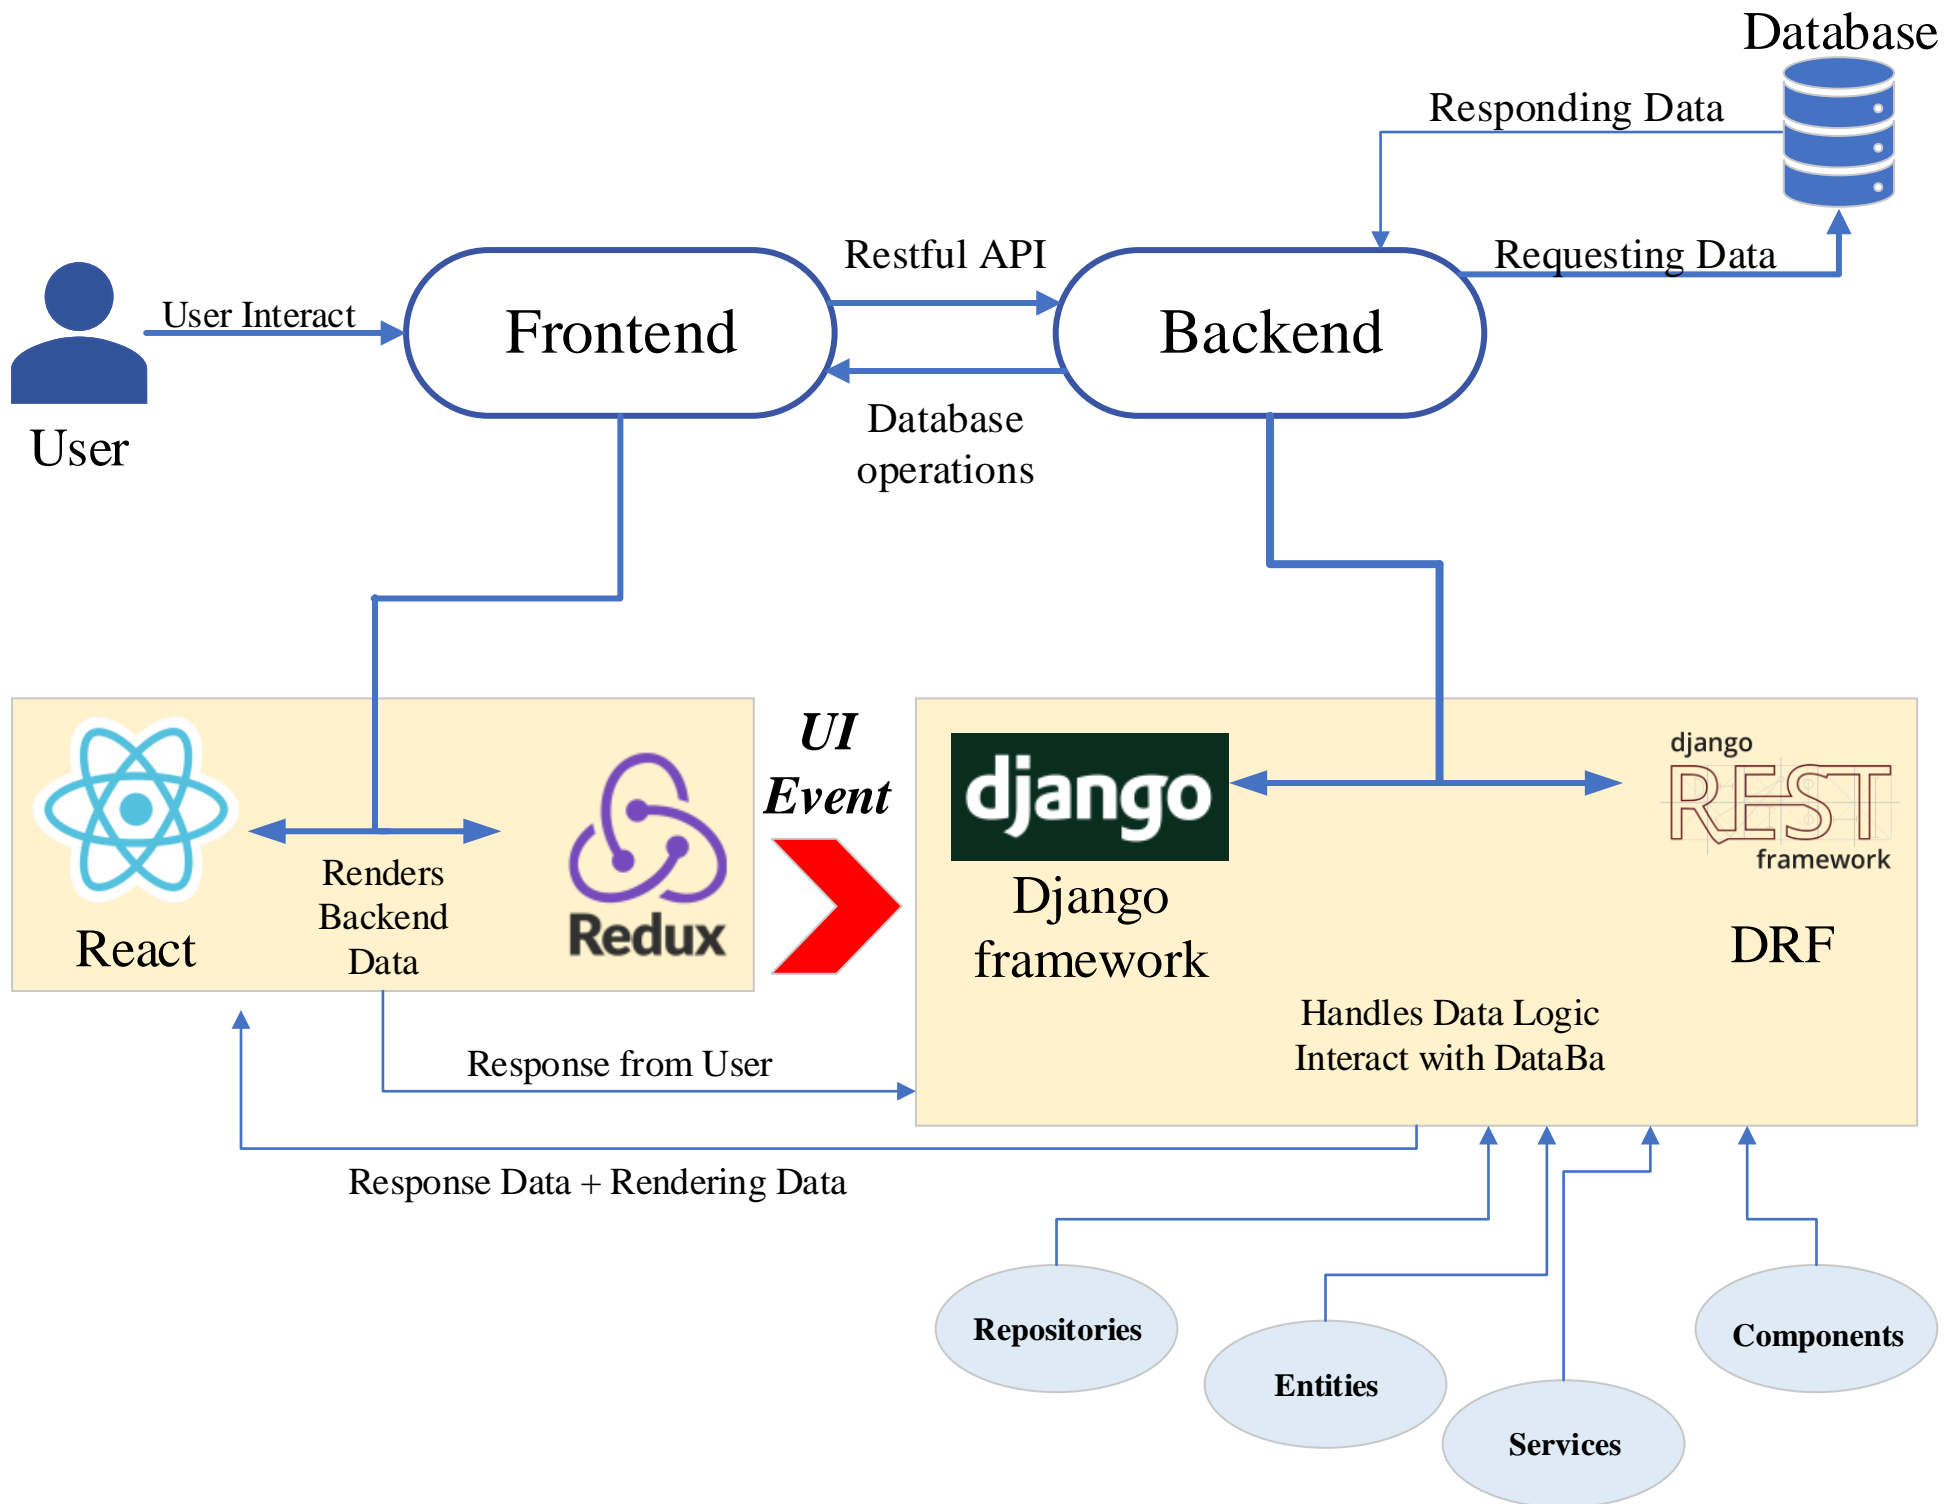 Database
Responding Data
Restful API
Requesting Data
User Interact
Frontend
Backend
User
Database
operations
UI
Event
django
django
REST
framework
Renders
Backend
Data
React
Redux
Django
framework
DRF
Handles Data Logic
Interact with DataBa
Response from User
Response Data + Rendering Data
Repositories
Components
Entities
Services